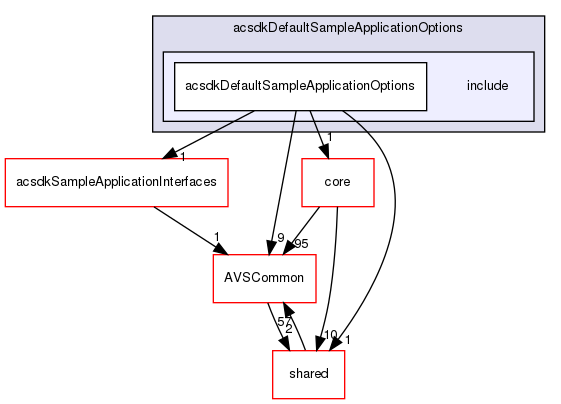 acsdkDefaultSampleApplicationOptions
acsdkDefaultSampleApplicationOptions
include
1
1
acsdkSampleApplicationInterfaces
core
1
9
95
AVSCommon
57
2
10
1
shared